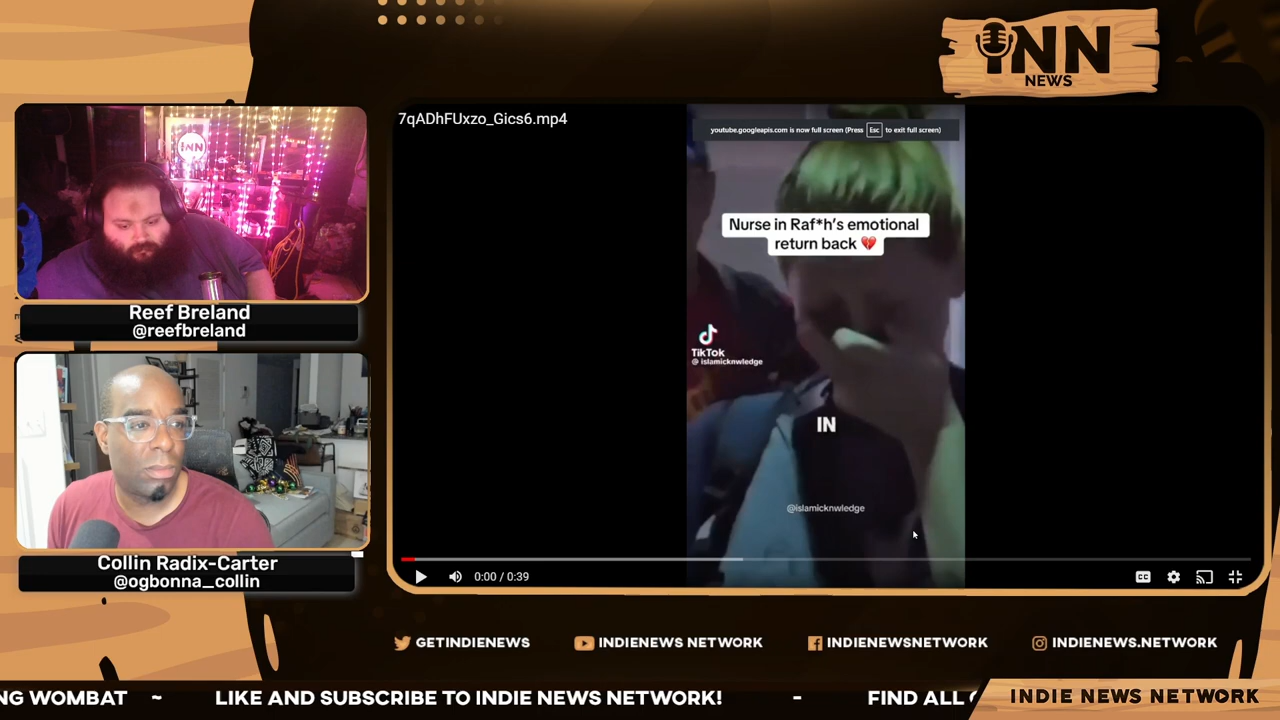 INN
NEWS
7qADhFUxzo_Gics6.mp4
youtube.googleapis.com is now full screen (Press Esc to exit full screen)
INN
Nurse in Raf*h's emotional
return back 💔
Reef Breland
@reefbreland
TikTok
@ islamicknwledge
IN
@islamicknwledge
Collin Radix-Carter
@ogbonna_collin
0:00 / 0:39
CC
GETINDIENEWS
INDIENEWS NETWORK
INDIENEWSNETWORK
INDIENEWS.NETWORK
NG WOMBAT ~ LIKE AND SUBSCRIBE TO INDIE NEWS NETWORK! - FIND ALL
INDIE NEWS NETWORK